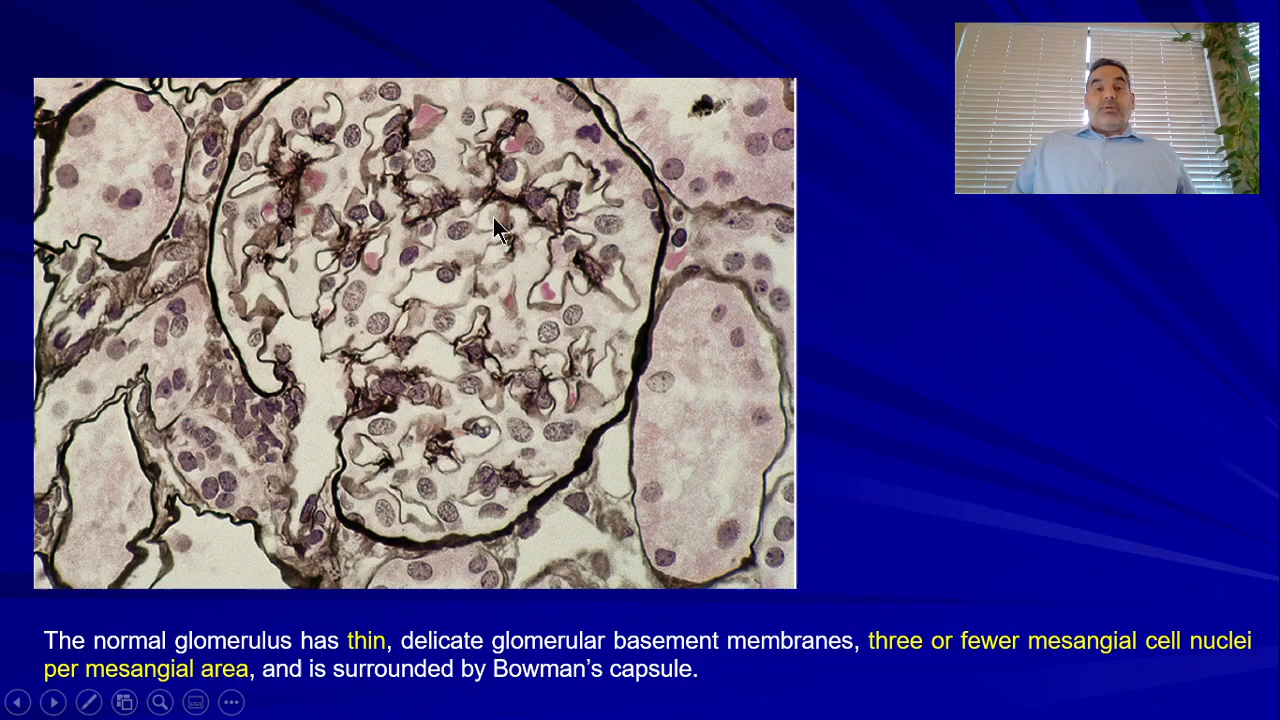 The normal glomerulus has thin, delicate glomerular basement membranes, three or fewer mesangial cell nuclei
per mesangial area, and is surrounded by Bowman’s capsule.